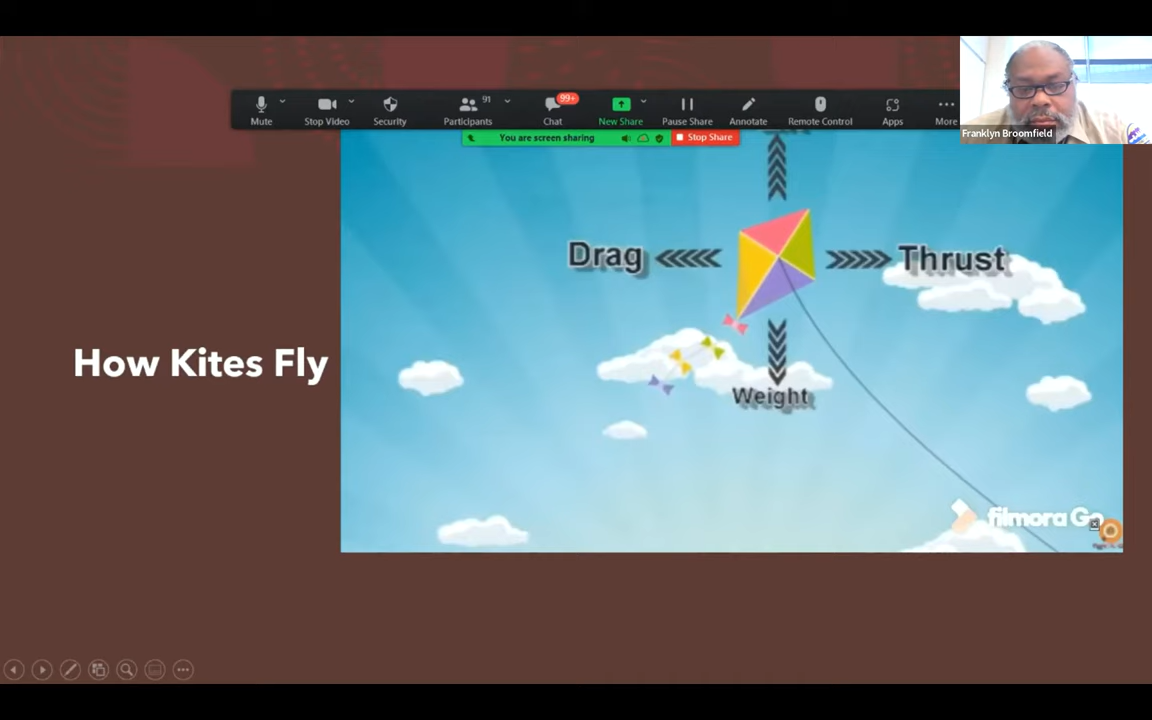 91
99+
Mute
Stop Video
Security
Participants
Chat
New Share
Pause Share
Annotate
Remote Control
Apps
More
Franklyn Broomfield
You are screen sharing
Stop Share
Drag
Thrust
How Kites Fly
Weight
filmora Go